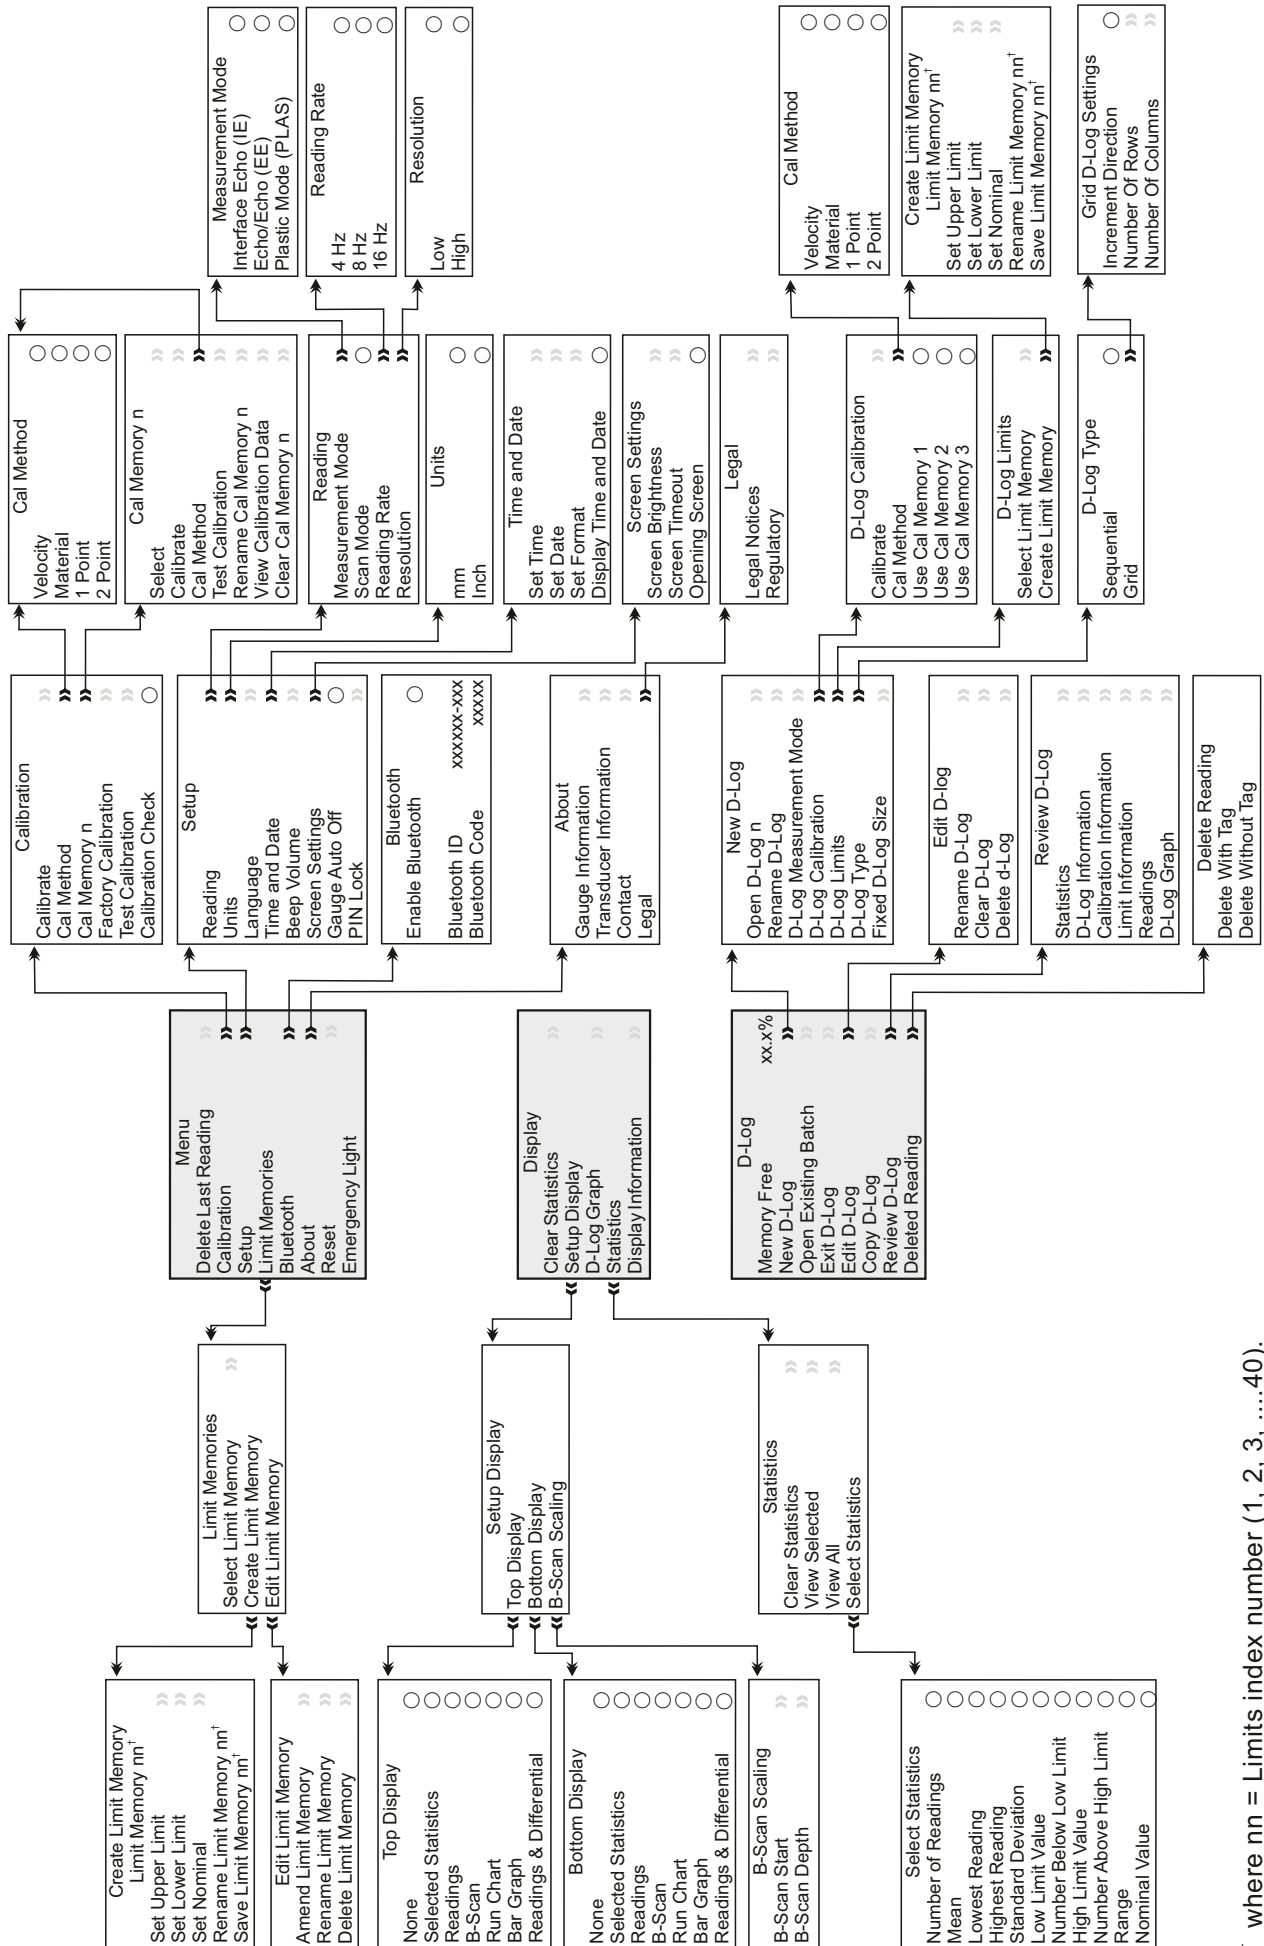 Create Limit Memory
Limit Memory nn†
Set Upper Limit
Set Lower Limit
Set Nominal
Rename Limit Memory nn†
Save Limit Memory nn†
Edit Limit Memory
Amend Limit Memory
Rename Limit Memory
Delete Limit Memory
Top Display
None
Selected Statistics
Readings
B-Scan
Run Chart
Bar Graph
Readings & Differential
Bottom Display
None
Selected Statistics
Readings
B-Scan
Run Chart
Bar Graph
Readings & Differential
B-Scan Scaling
B-Scan Start
B-Scan Depth
Select Statistics
Number of Readings
Mean
Lowest Reading
Highest Reading
Standard Deviation
Low Limit Value
Number Below Low Limit
High Limit Value
Number Above High Limit
Range
Nominal Value
Limit Memories
Select Limit Memory
Create Limit Memory
Edit Limit Memory
Setup Display
Top Display
Bottom Display
B-Scan Scaling
Statistics
Clear Statistics
View Selected
View All
Select Statistics
Menu
Delete Last Reading
Calibration
Setup
Limit Memories
Bluetooth
About
Reset
Emergency Light
Display
Clear Statistics
Setup Display
D-Log Graph
Statistics
Display Information
D-Log
Memory Free xx.x%
New D-Log
Open Existing Batch
Exit D-Log
Edit D-Log
Copy D-Log
Review D-Log
Deleted Reading
Calibration
Calibrate
Cal Method
Cal Memory n
Factory Calibration
Test Calibration
Calibration Check
Setup
Reading
Units
Language
Time and Date
Beep Volume
Screen Settings
Gauge Auto Off
PIN Lock
Bluetooth
Enable Bluetooth
Bluetooth ID xxxxxx-xxx
Bluetooth Code xxxxx
About
Gauge Information
Transducer Information
Contact
Legal
New D-Log
Open D-Log n
Rename D-Log
D-Log Measurement Mode
D-Log Calibration
D-Log Limits
D-Log Type
Fixed D-Log Size
Edit D-log
Rename D-Log
Clear D-Log
Delete d-Log
Review D-Log
Statistics
D-Log Information
Calibration Information
Limit Information
Readings
D-Log Graph
Delete Reading
Delete With Tag
Delete Without Tag
Cal Method
Velocity
Material
1 Point
2 Point
Cal Memory n
Select
Calibrate
Cal Method
Test Calibration
Rename Cal Memory n
View Calibration Data
Clear Cal Memory n
Reading
Measurement Mode
Scan Mode
Reading Rate
Resolution
Units
mm
Inch
Time and Date
Set Time
Set Date
Set Format
Display Time and Date
Screen Settings
Screen Brightness
Screen Timeout
Opening Screen
Legal
Legal Notices
Regulatory
D-Log Calibration
Calibrate
Cal Method
Use Cal Memory 1
Use Cal Memory 2
Use Cal Memory 3
D-Log Limits
Select Limit Memory
Create Limit Memory
D-Log Type
Sequential
Grid
Measurement Mode
Interface Echo (IE)
Echo/Echo (EE)
Plastic Mode (PLAS)
Reading Rate
4 Hz
8 Hz
16 Hz
Resolution
Low
High
Cal Method
Velocity
Material
1 Point
2 Point
Create Limit Memory
Limit Memory nn†
Set Upper Limit
Set Lower Limit
Set Nominal
Rename Limit Memory nn†
Save Limit Memory nn†
Grid D-Log Settings
Increment Direction
Number Of Rows
Number Of Columns
where nn = Limits index number (1, 2, 3, ....40).